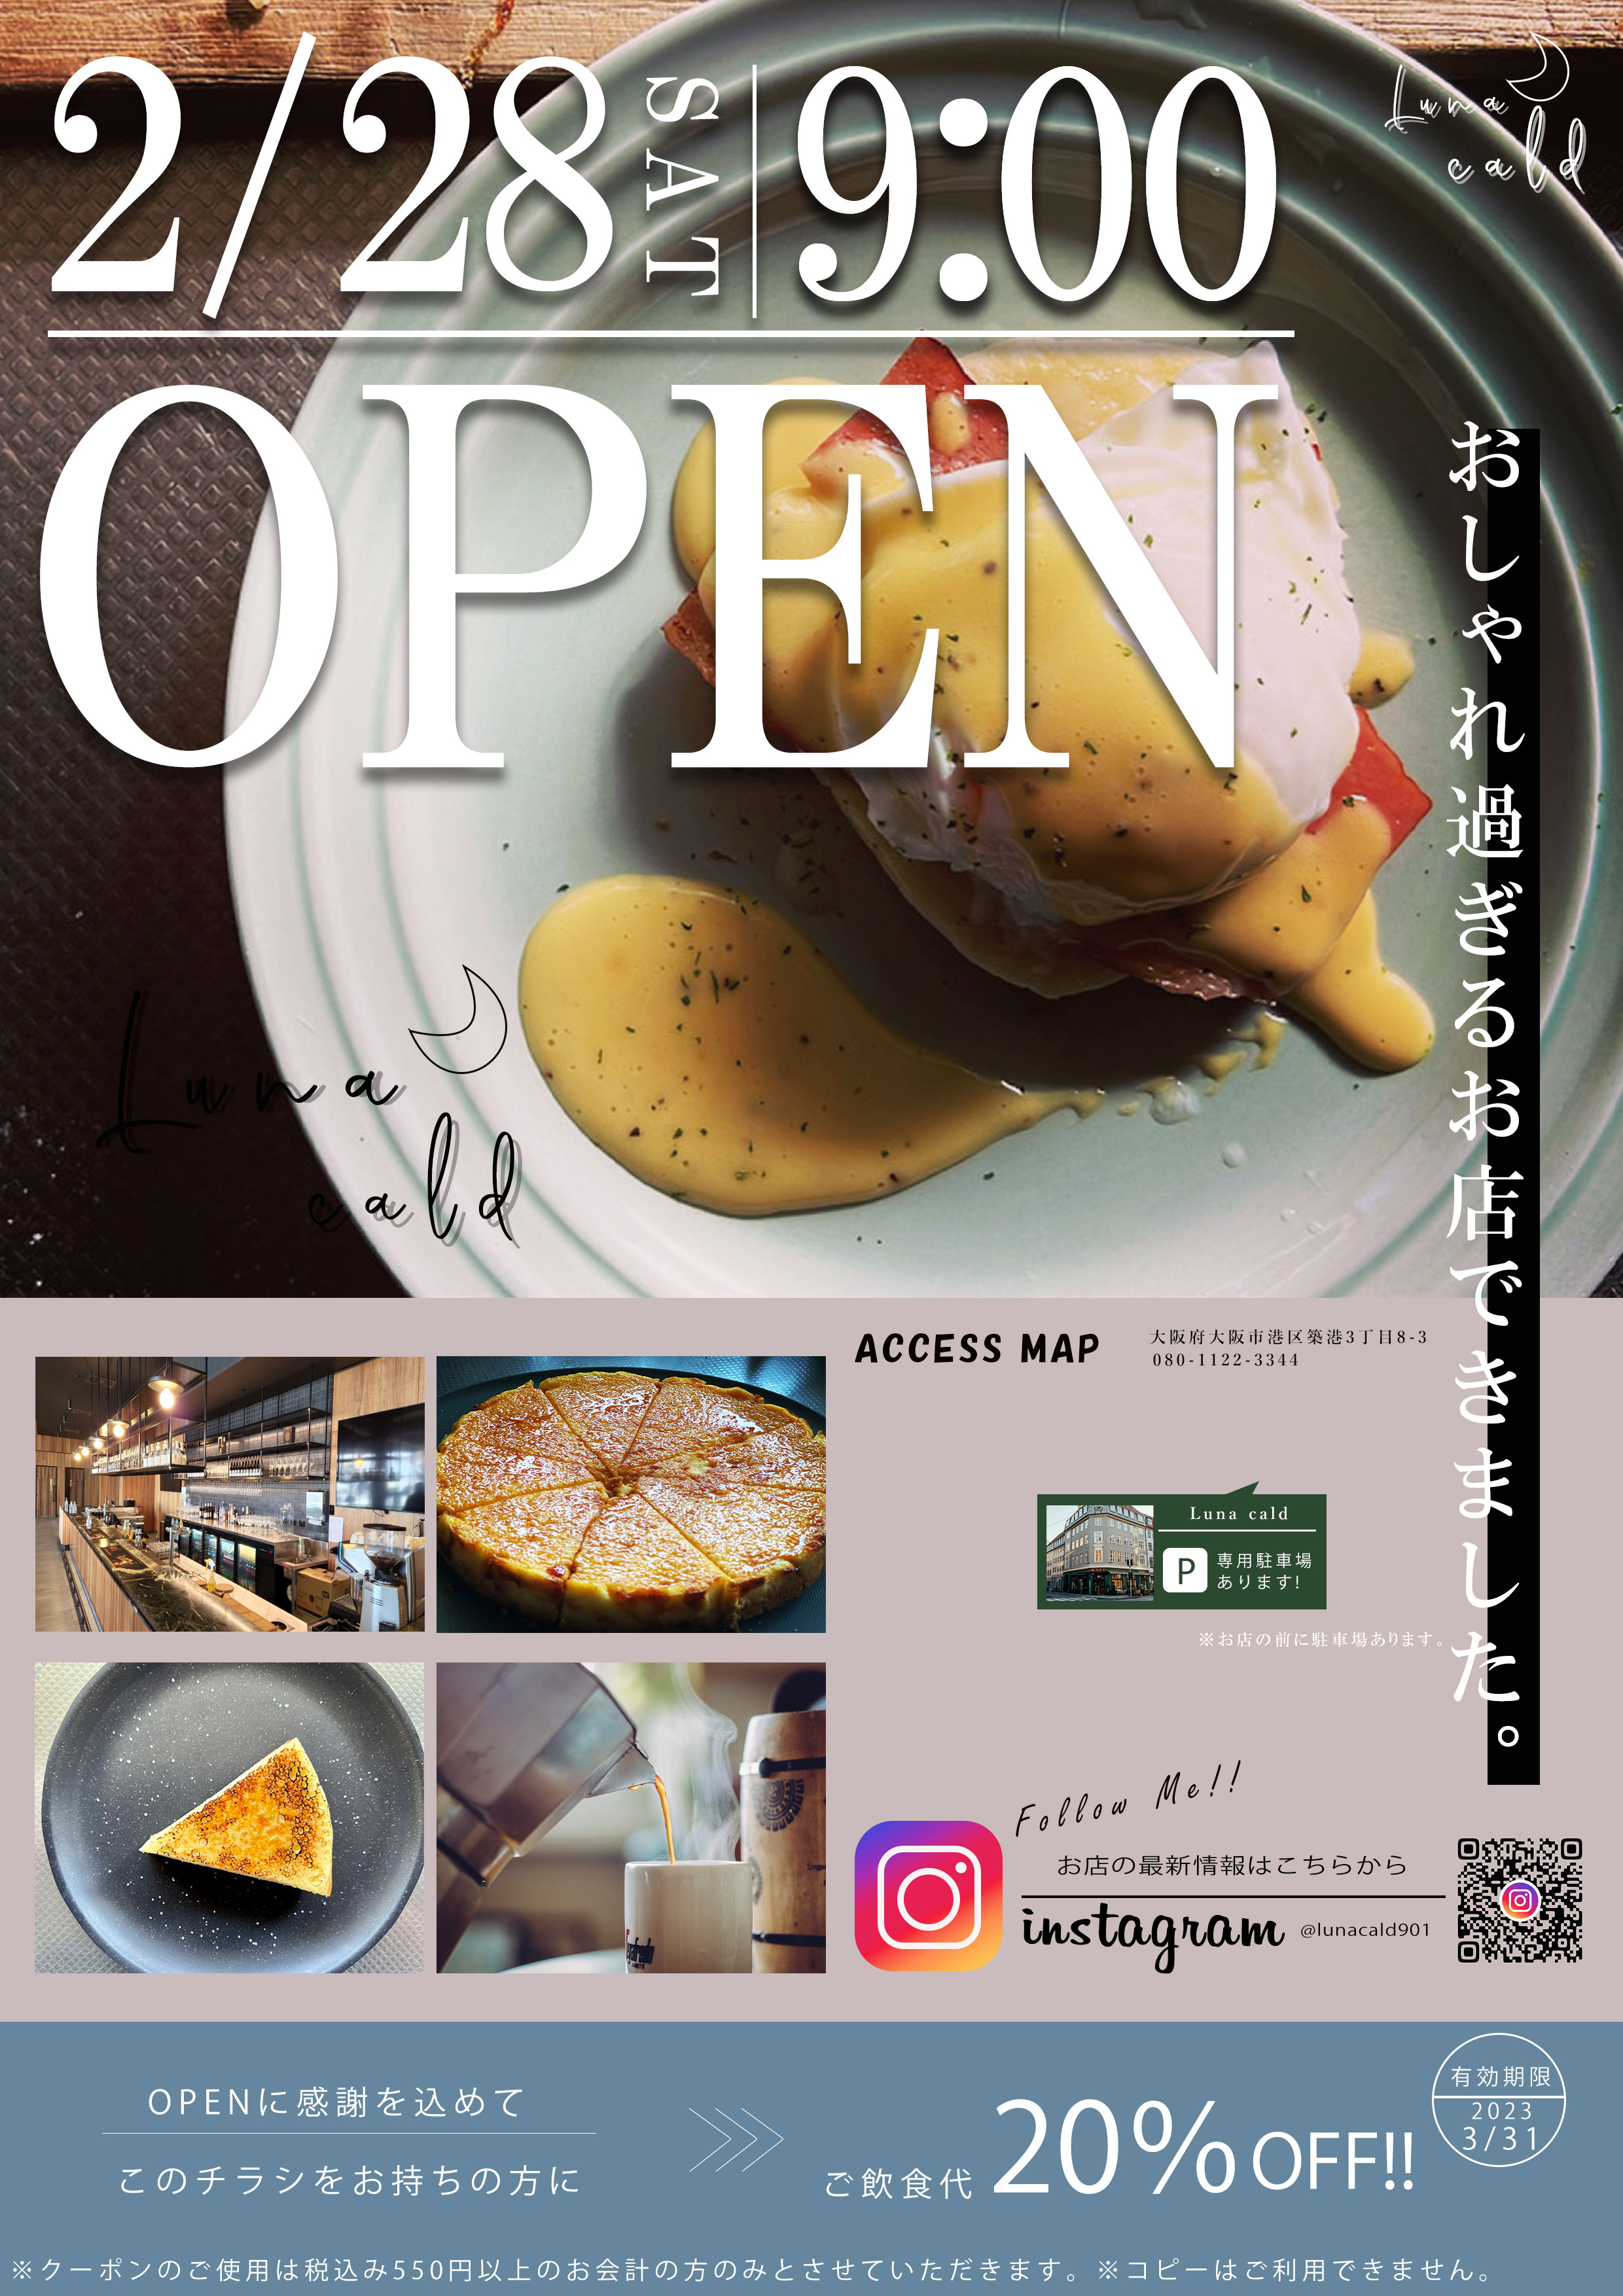 2/28 SAT 9:00
Luna
cald
OPEN
おしゃれ過ぎるお店できました。
Luna
cald
ACCESS MAP
大阪府大阪市港区築港3丁目8-3
080-1122-3344
Luna cald
P 専用駐車場
あります!
※お店の前に駐車場あります。
Follow Me!!
お店の最新情報はこちらから
instagram @lunacald901
OPENに感謝を込めて
このチラシをお持ちの方に
ご飲食代 20% OFF!!
有効期限
2023
3/31
※クーポンのご使用は税込み550円以上のお会計の方のみとさせていただきます。※コピーはご利用できません。